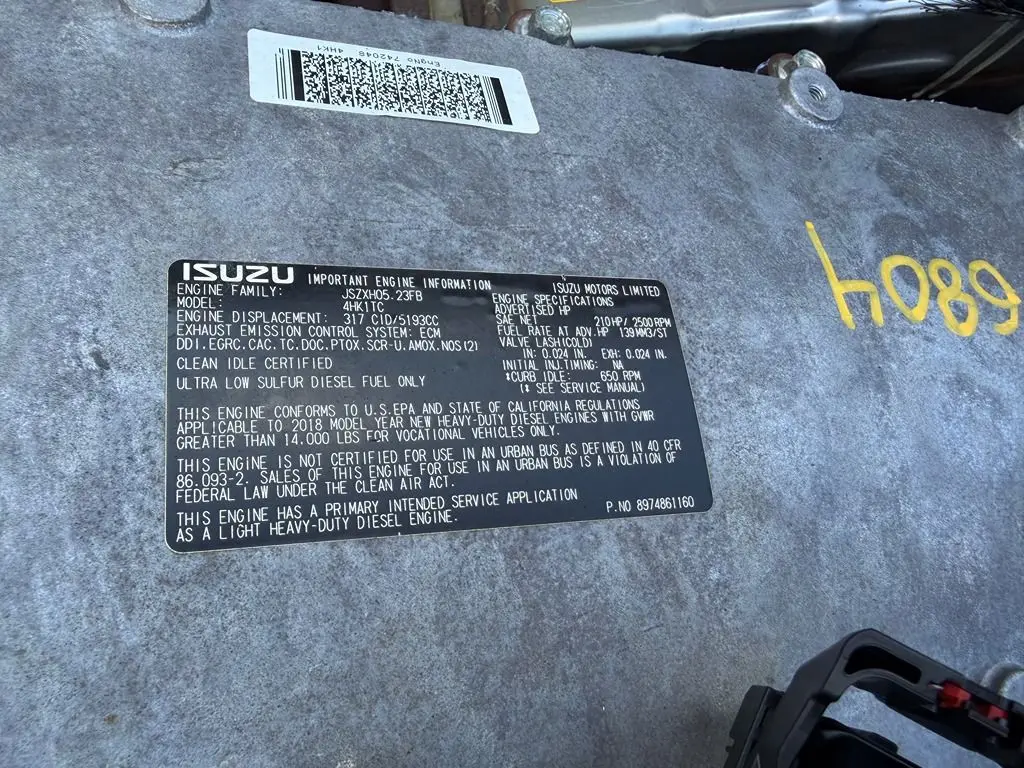 EngNo 742048
4HK1
6804
ISUZU IMPORTANT ENGINE INFORMATION ISUZU MOTORS LIMITED
ENGINE FAMILY: JSZXH05.23FB
MODEL: 4HK1TC
ENGINE DISPLACEMENT: 317 CID/5193CC
EXHAUST EMISSION CONTROL SYSTEM: ECM
DDI.EGRC.CAC.TC.DOC.PTOX.SCR-U.AMOX.NOS(2)
CLEAN IDLE CERTIFIED
ULTRA LOW SULFUR DIESEL FUEL ONLY
ENGINE SPECIFICATIONS
ADVERTISED HP
SAE NET 210HP/ 2500RPM
FUEL RATE AT ADV.HP 139MM3/ST
VALVE LASH(COLD)
IN: 0.024 IN. EXH: 0.024 IN.
INITIAL INJ.TIMING: NA
*CURB IDLE: 650 RPM
(* SEE SERVICE MANUAL)
THIS ENGINE CONFORMS TO U.S.EPA AND STATE OF CALIFORNIA REGULATIONS
APPLICABLE TO 2018 MODEL YEAR NEW HEAVY-DUTY DIESEL ENGINES WITH GVWR
GREATER THAN 14.000 LBS FOR VOCATIONAL VEHICLES ONLY.
THIS ENGINE IS NOT CERTIFIED FOR USE IN AN URBAN BUS AS DEFINED IN 40 CFR
86.093-2. SALES OF THIS ENGINE FOR USE IN AN URBAN BUS IS A VIOLATION OF
FEDERAL LAW UNDER THE CLEAN AIR ACT.
THIS ENGINE HAS A PRIMARY INTENDED SERVICE APPLICATION
AS A LIGHT HEAVY-DUTY DIESEL ENGINE.
P.NO 8974861160